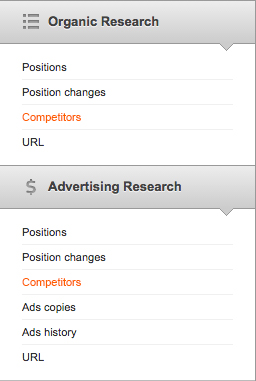 Organic Research
Positions
Position changes
Competitors
URL
$ Advertising Research
Positions
Position changes
Competitors
Ads copies
Ads history
URL